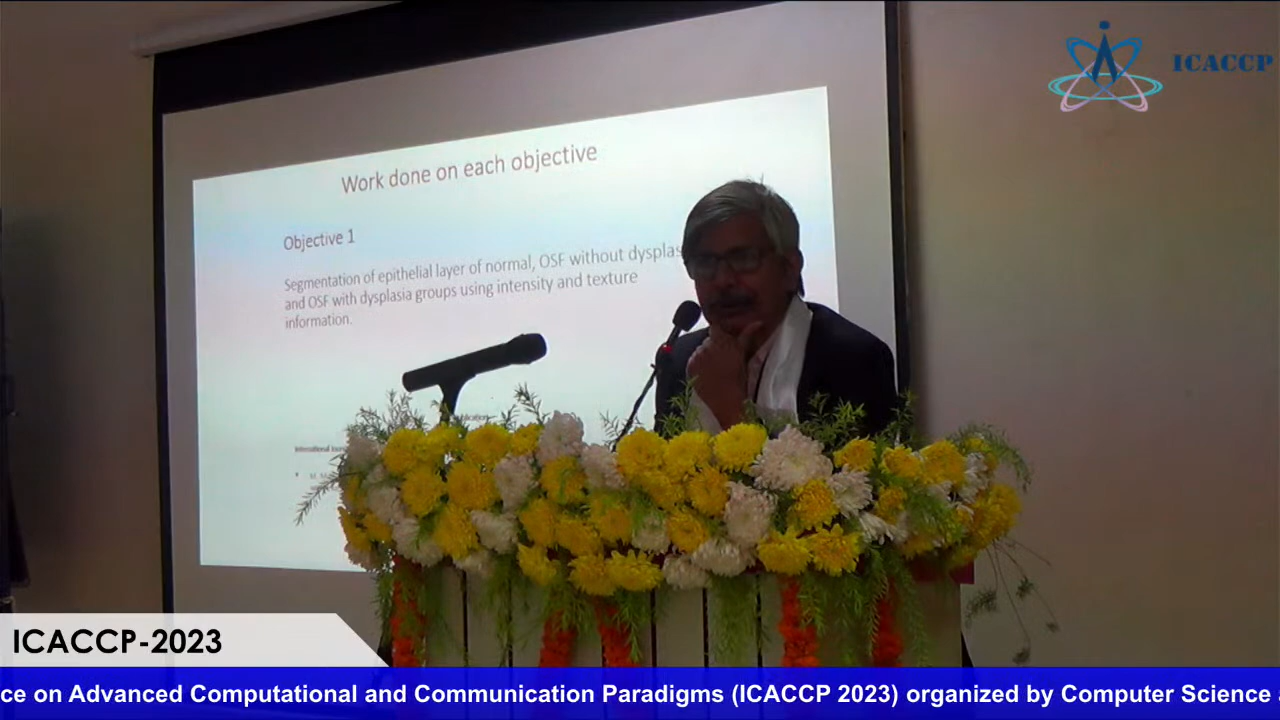 ICACCP
Work done on each objective
Objective 1
Segmentation of epithelial layer of normal, OSF without dysplas
and OSF with dysplasia groups using intensity and texture
information.
International
ICACCP-2023
ce on Advanced Computational and Communication Paradigms (ICACCP 2023) organized by Computer Science